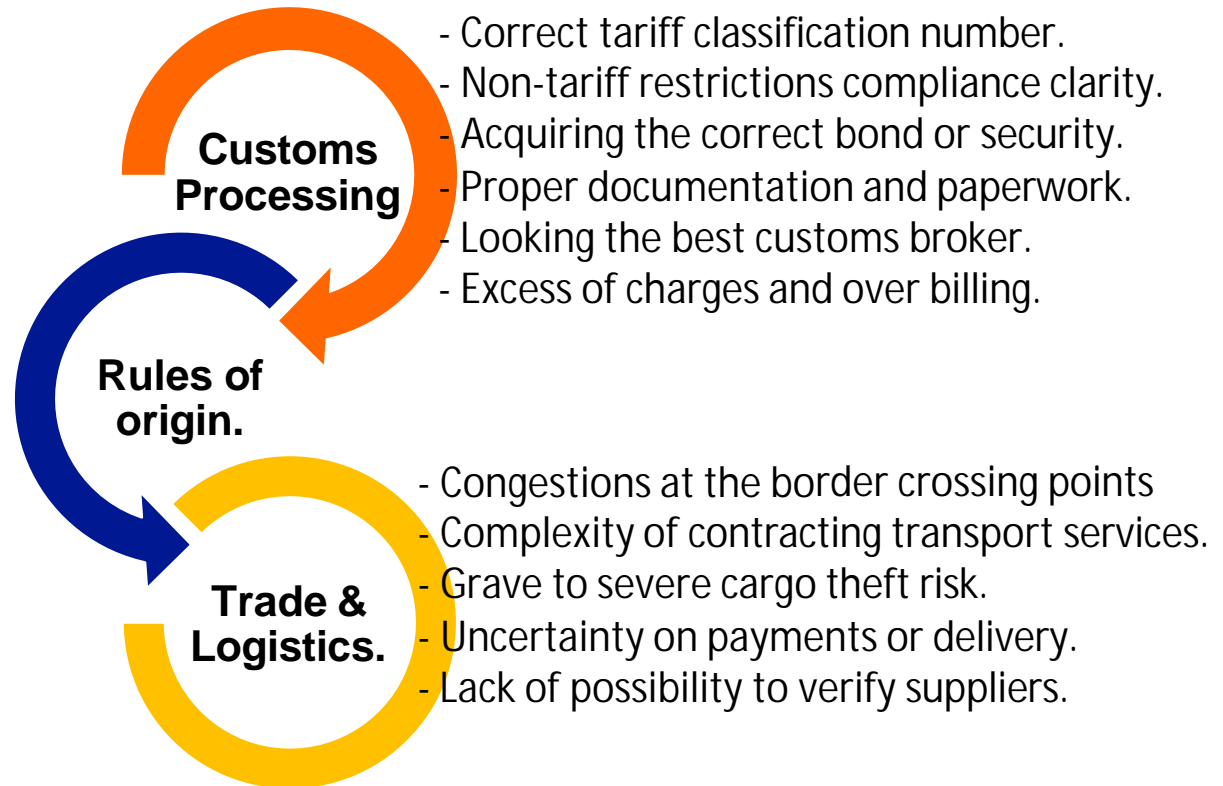 - Correct tariff classification number.
- Non-tariff restrictions compliance clarity.
- Acquiring the correct bond or security.
- Proper documentation and paperwork.
- Looking the best customs broker.
- Excess of charges and over billing.
Customs
Processing
Rules of
origin.
- Congestions at the border crossing points
- Complexity of contracting transport services.
- Grave to severe cargo theft risk.
- Uncertainty on payments or delivery.
- Lack of possibility to verify suppliers.
Trade &
Logistics.